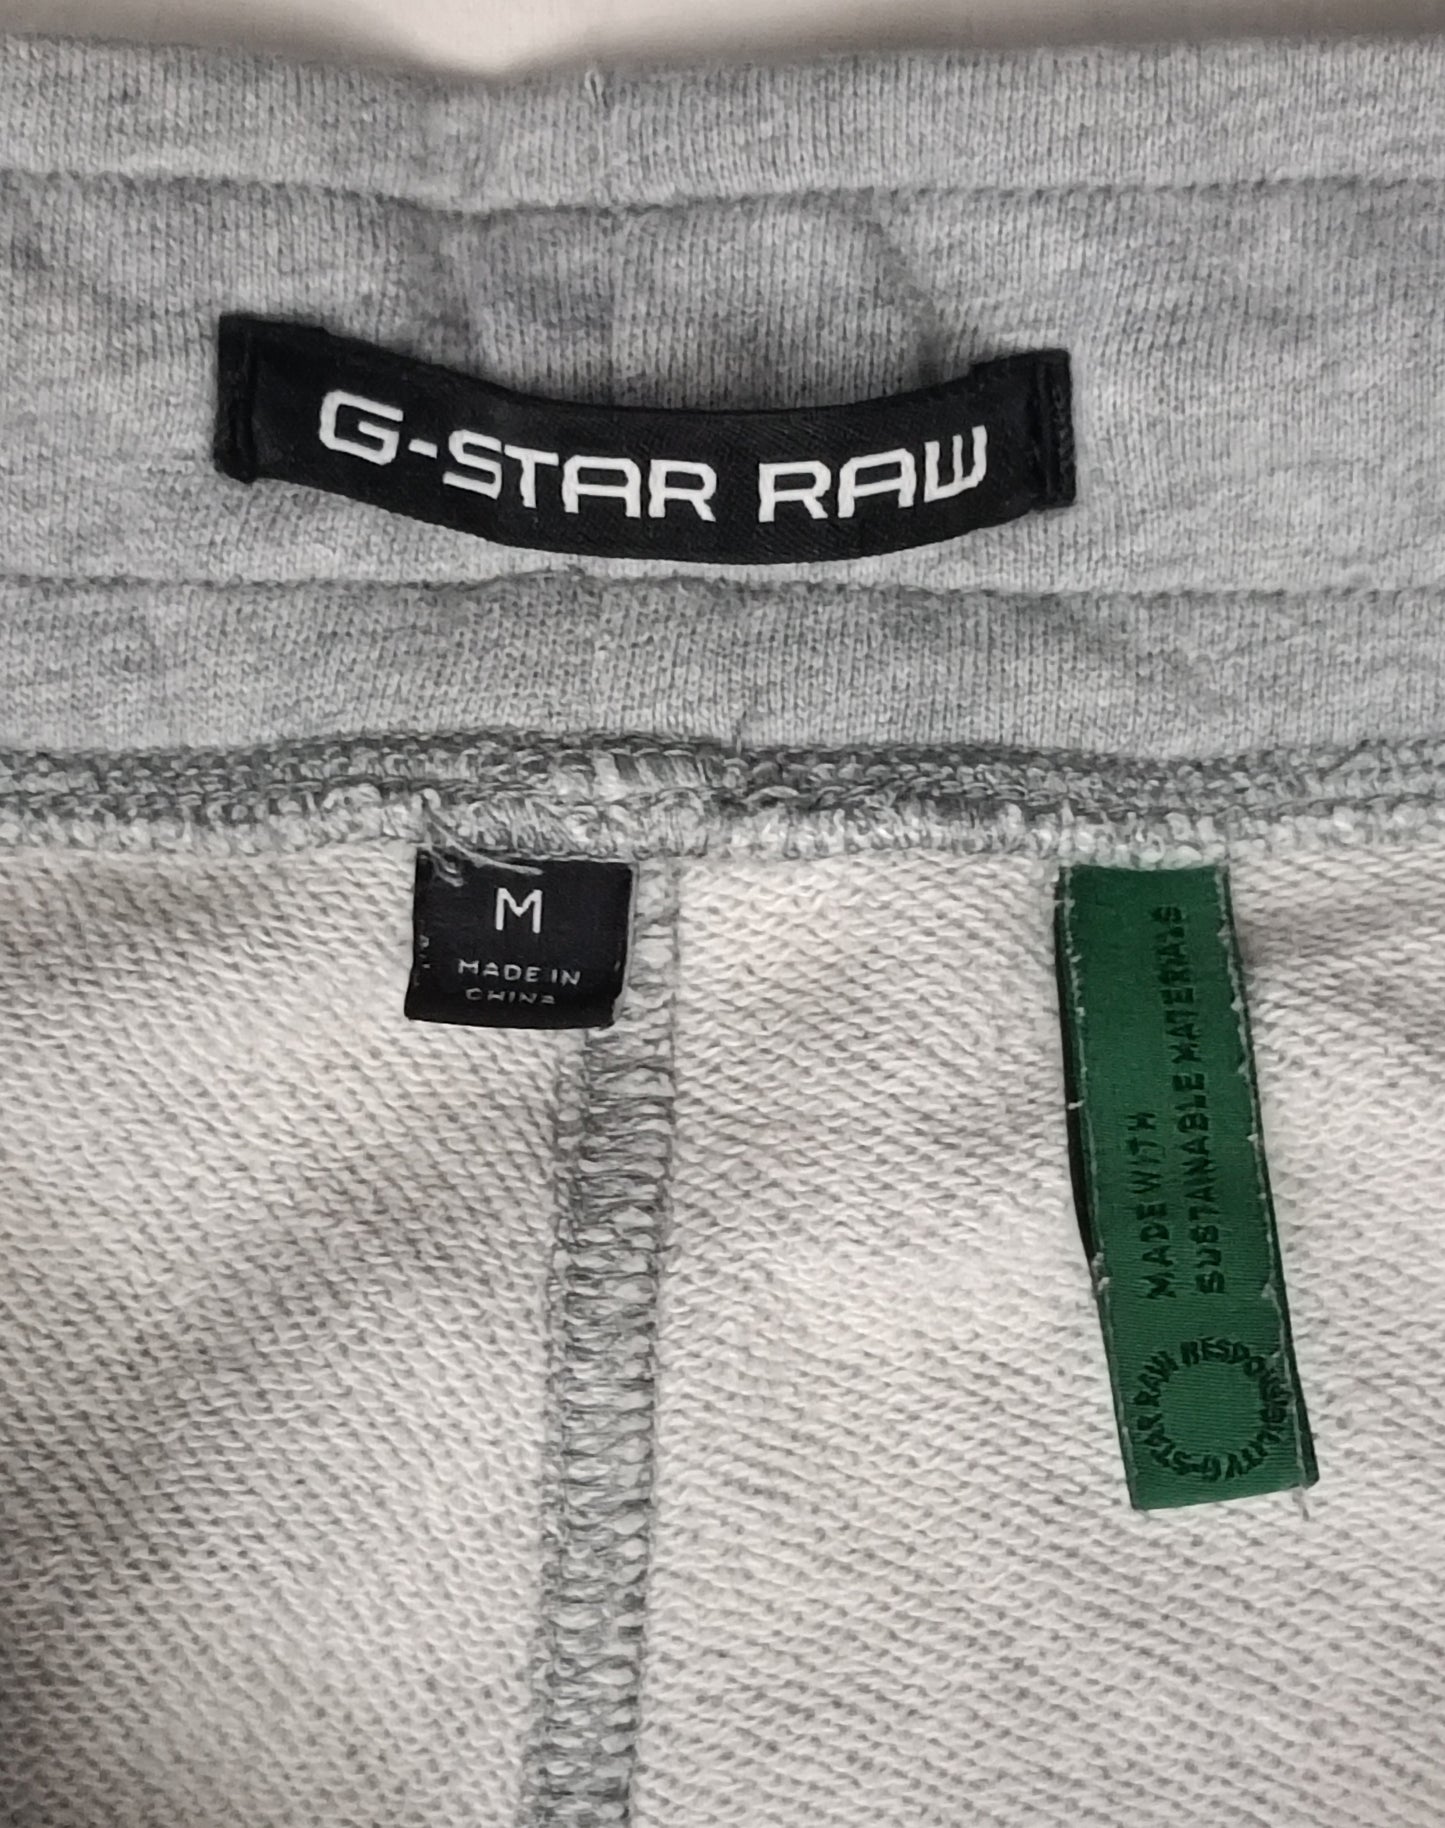 G-STAR RAW
M
MADE IN
CHINA
MADE WITH
SUSTAINABLE MATERIALS
G-STAR RAW RESPONSIBILITY